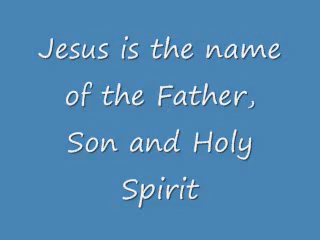 Jesus is the name
of the Father,
Son and Holy
Spirit